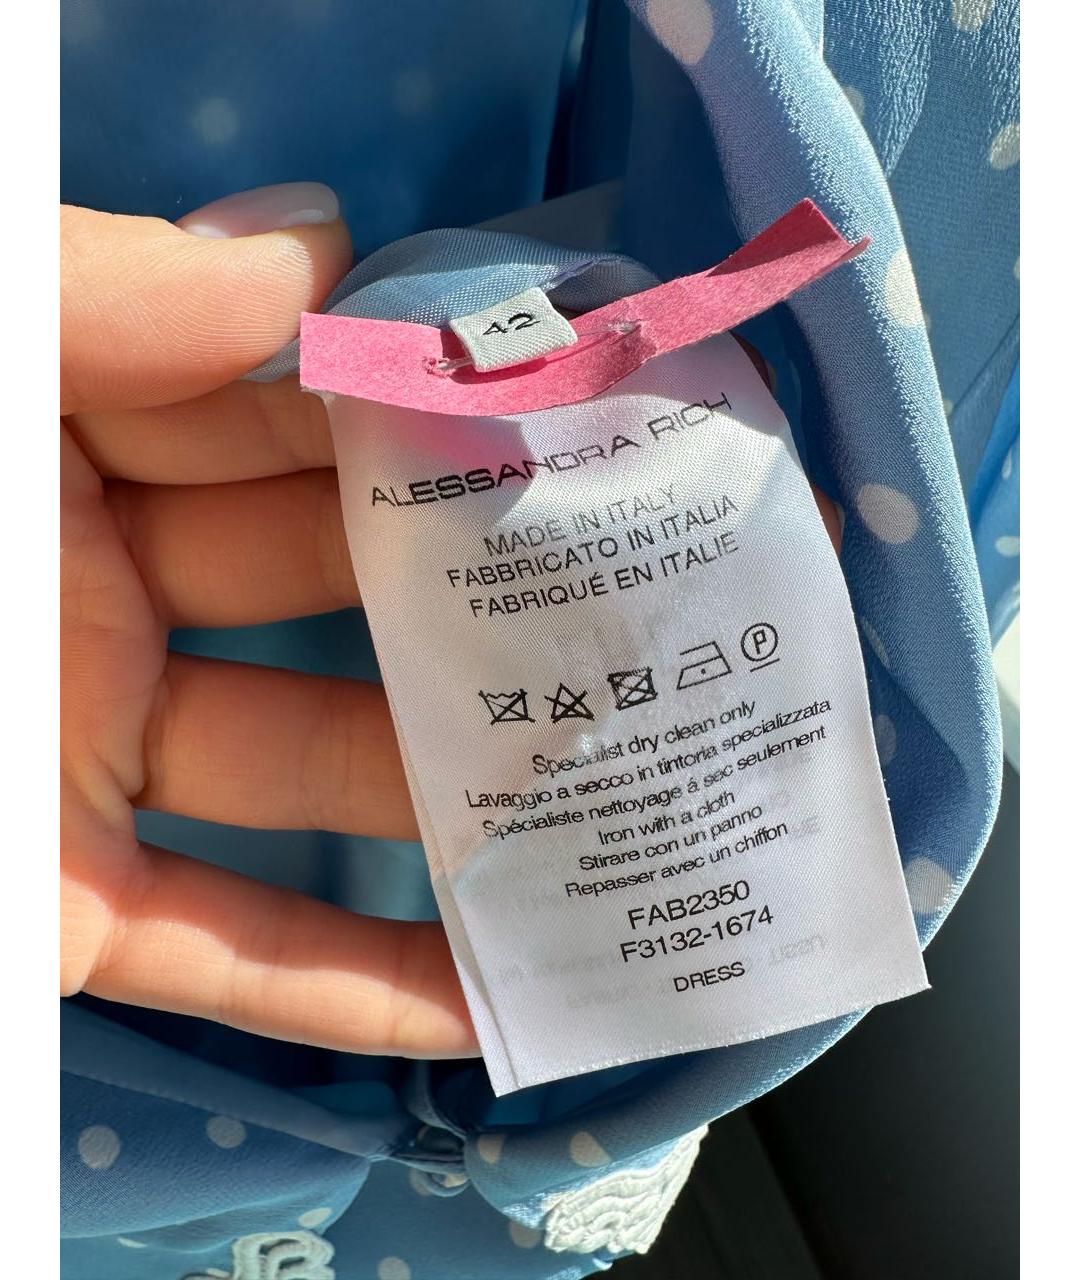 42
ALESSANDRA RICH
MADE IN ITALY
FABBRICATO IN ITALIA
FABRIQUÉ EN ITALIE
P
Specialist dry clean only
Lavaggio a secco in tintoria specializzata
Spécialiste nettoyage á sec seulement
Iron with a cloth
Stirare con un panno
Repasser avec un chiffon
FAB2350
F3132-1674
DRESS